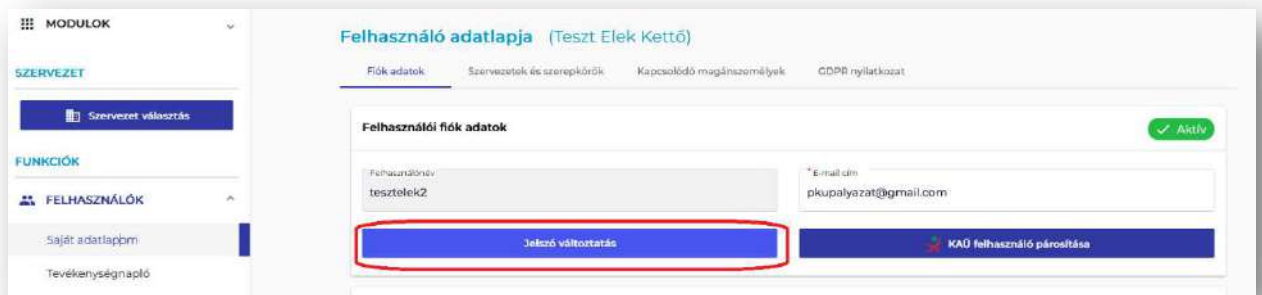 MODULOK
SZERVEZET
Szervezet választás
FUNKCIÓK
FELHASZNÁLÓK
Saját adatlapom
Tevékenységnapló
Felhasználó adatlapja (Teszt Elek Kettő)
Fiók adatok Szervezetek és szerepkörök Kapcsolódó magánszemélyek GDPR nyilatkozat
Felhasználói fiók adatok Aktív
Felhasználónév * E-mail cím
tesztelek2 pkupalyazat@gmail.com
Jelszó változtatás KAÜ felhasználó párosítása